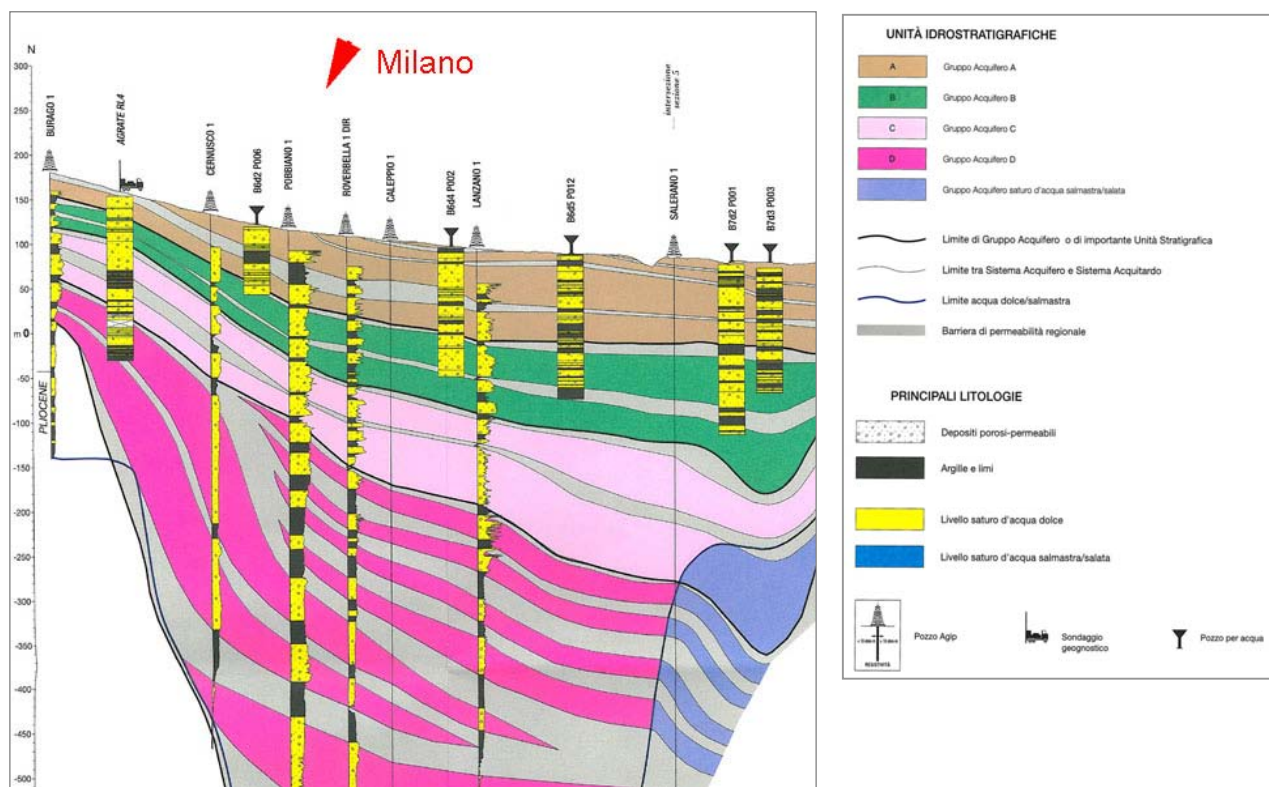 N
Milano
300
250
200
150
100
50
m 0
-50
-100
-150
-200
-250
-300
-350
-400
-450
-500
PLIOCENE
BURAGO 1
AGRATE RL4
CERNUSCO 1
B6d2 P006
POBBIANO 1
ROVERBELLA 1 DIR
CALEPPIO 1
B6d4 P002
LANZANO 1
B6d5 P012
intersezione
sezione 5
SALERANO 1
B7d2 P001
B7d3 P003
UNITÀ IDROSTRATIGRAFICHE
A Gruppo Acquifero A
B Gruppo Acquifero B
C Gruppo Acquifero C
D Gruppo Acquifero D
Gruppo Acquifero saturo d'acqua salmastra/salata
Limite di Gruppo Acquifero o di importante Unità Stratigrafica
Limite tra Sistema Acquifero e Sistema Acquitardo
Limite acqua dolce/salmastra
Barriera di permeabilità regionale
PRINCIPALI LITOLOGIE
Depositi porosi-permeabili
Argille e limi
Livello saturo d'acqua dolce
Livello saturo d'acqua salmastra/salata
Pozzo Agip
Sondaggio
geognostico
Pozzo per acqua